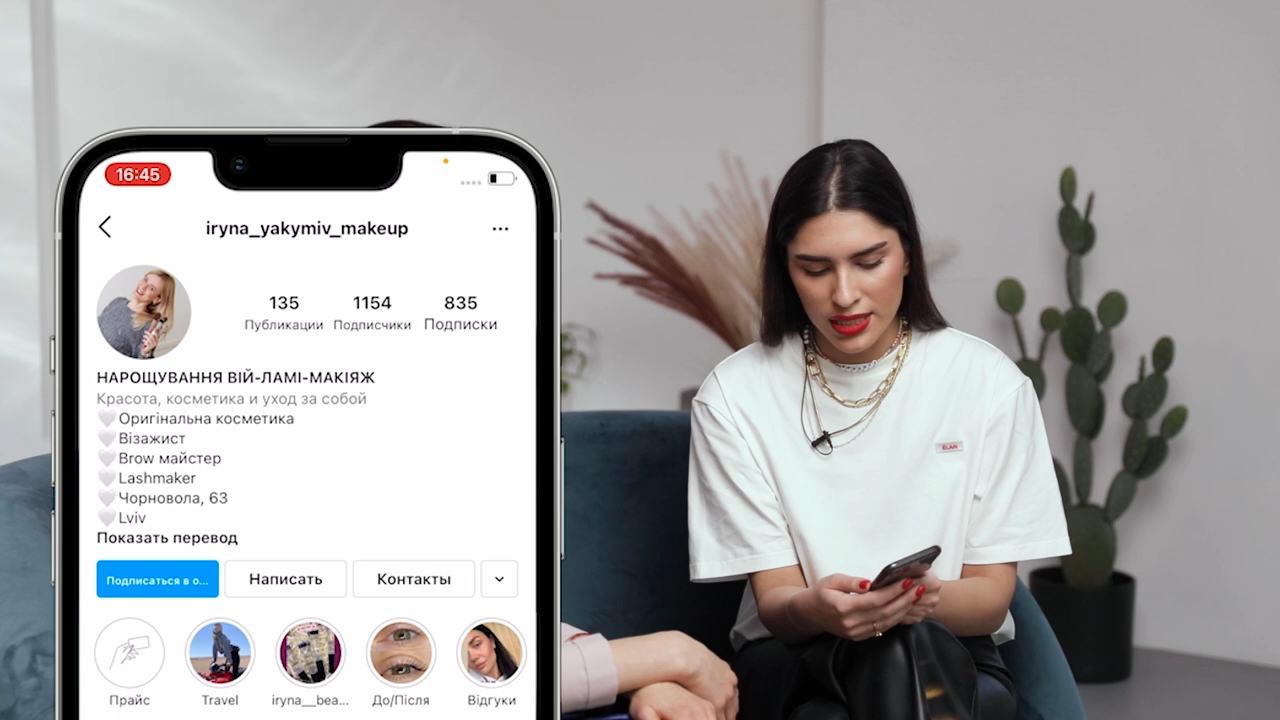 16:45
iryna_yakymiv_makeup
135 1154 835
Публикации Подписчики Подписки
НАРОЩУВАННЯ ВІЙ-ЛАМІ-МАКІЯЖ
Красота, косметика и уход за собой
🤍Оригінальна косметика
🤍Візажист
🤍Brow майстер
🤍Lashmaker
🤍Чорновола, 63
🤍Lviv
Показать перевод
Подписаться в о... Написать Контакты
Прайс Travel iryna__bea... До/Після Відгуки
ELAIN